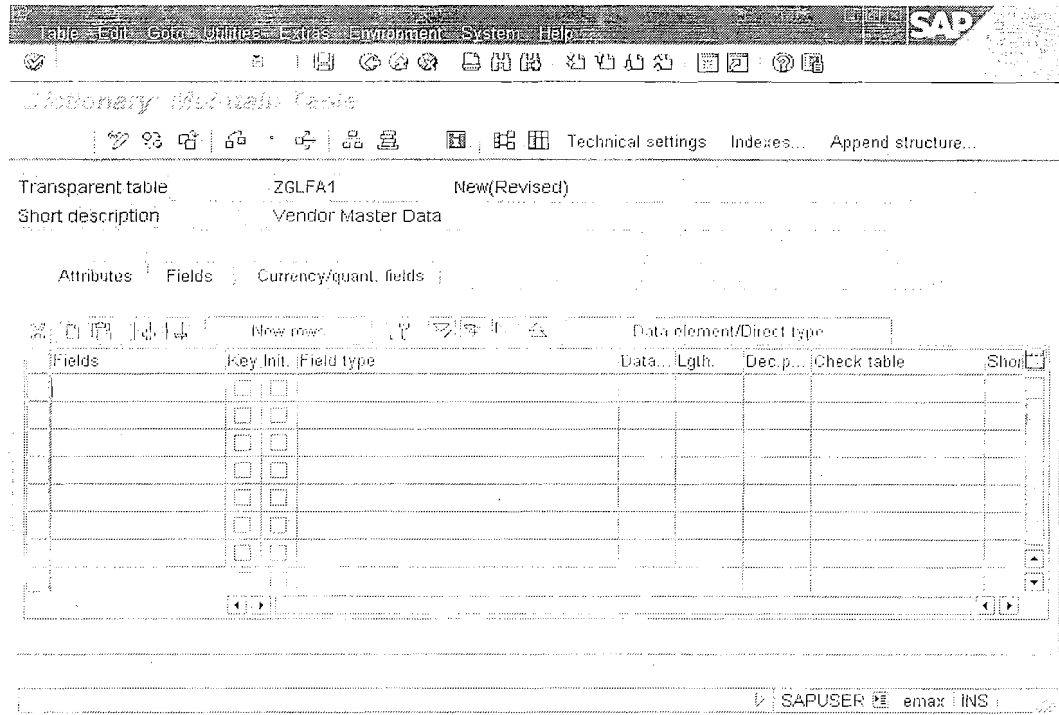 SAP
Table Edit Goto Utilities Extras Environment System Help
Dictionary: Maintain Table
Technical settings Indexes... Append structure...
Transparent table ZGLFA1 New(Revised)
Short description Vendor Master Data
Attributes Fields Currency/quant. fields
New rows Data element/Direct type
Fields Key Init. Field type Data... Lgth. Dec.p... Check table Shor
SAPUSER emax INS